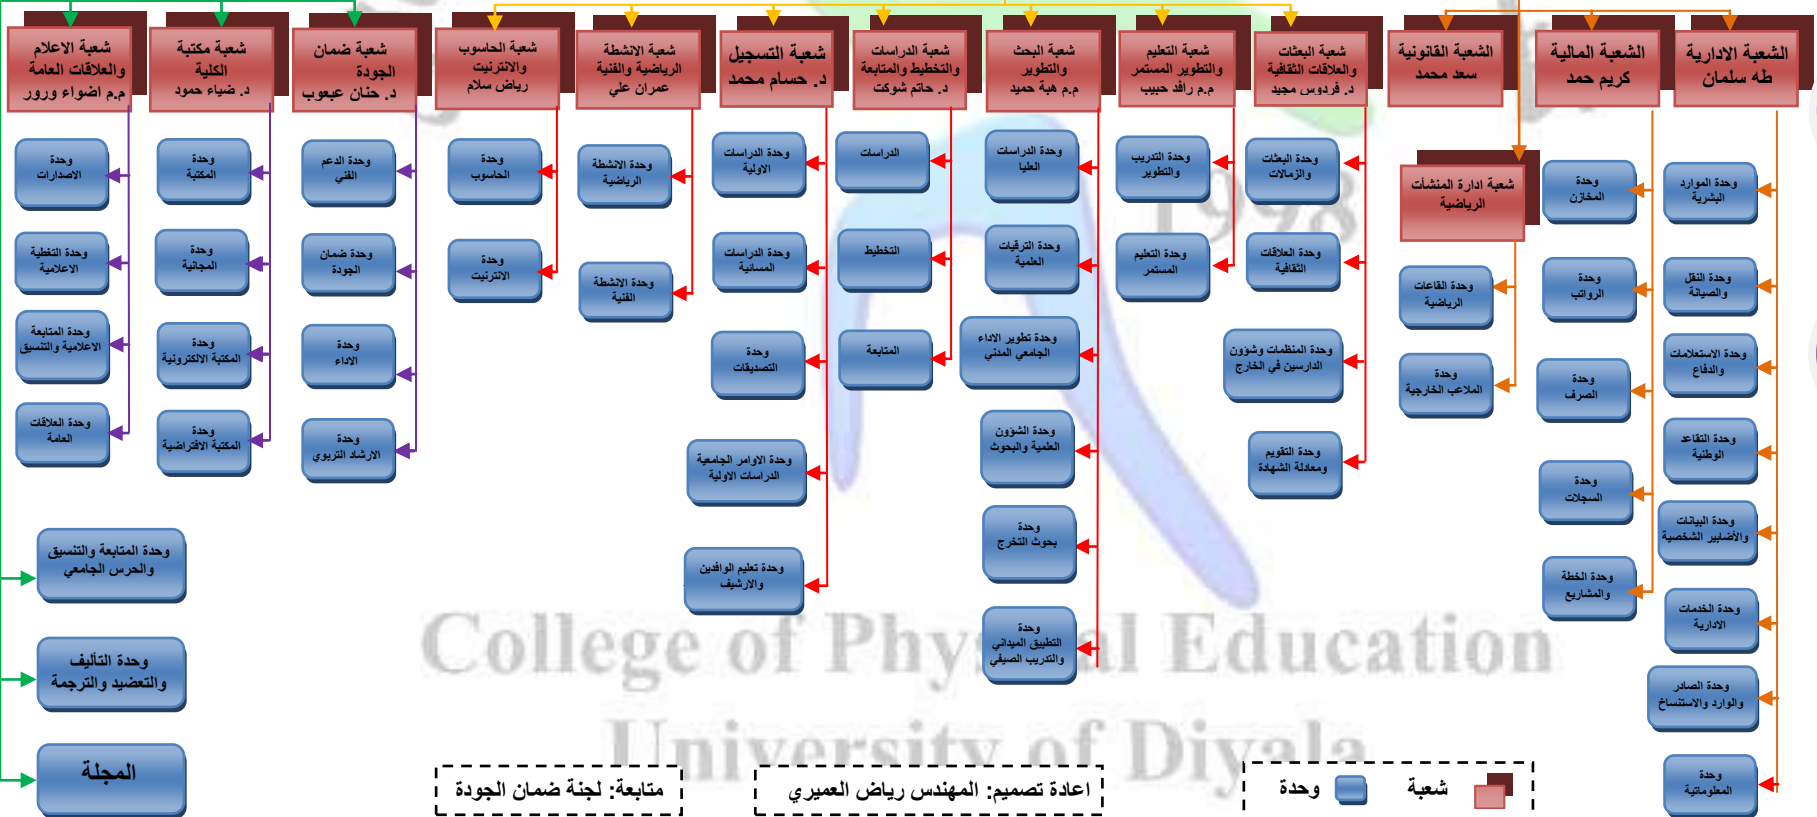 الشعبة الادارية
طه سلمان
الشعبة المالية
كريم حمد
الشعبة القانونية
سعد محمد
شعبة البعثات
والعلاقات الثقافية
د. فردوس مجيد
شعبة التعليم
والتطوير المستمر
م.م رافد حبيب
شعبة البحث
والتطوير
م.م هبة حميد
شعبة الدراسات
والتخطيط والمتابعة
د. حاتم شوكت
شعبة التسجيل
د. حسام محمد
شعبة الانشطة
الرياضية والفنية
عمران علي
شعبة الحاسوب
والانترنيت
رياض سلام
شعبة ضمان
الجودة
د. حنان عبعوب
شعبة مكتبة
الكلية
د. ضياء حمود
شعبة الاعلام
والعلاقات العامة
م.م اضواء ورور
وحدة الموارد
البشرية
وحدة النقل
والصيانة
وحدة الاستعلامات
والدفاع
وحدة التقاعد
الوطنية
وحدة البيانات
والأضابير الشخصية
وحدة الخدمات
الادارية
وحدة الصادر
والوارد والاستنساخ
وحدة
المعلوماتية
وحدة
المخازن
وحدة
الرواتب
وحدة
الصرف
وحدة
السجلات
وحدة الخطة
والمشاريع
شعبة ادارة المنشآت
الرياضية
وحدة القاعات
الرياضية
وحدة
الملاعب الخارجية
وحدة البعثات
والزمالات
وحدة العلاقات
الثقافية
وحدة المنظمات وشؤون
الدارسين في الخارج
وحدة التقويم
ومعادلة الشهادة
وحدة التدريب
والتطوير
وحدة التعليم
المستمر
وحدة الدراسات
العليا
وحدة الترقيات
العلمية
وحدة تطوير الاداء
الجامعي المدني
وحدة الشؤون
العلمية والبحوث
وحدة
بحوث التخرج
وحدة
التطبيق الميداني
والتدريب الصيفي
الدراسات
التخطيط
المتابعة
وحدة الدراسات
الاولية
وحدة الدراسات
المسائية
وحدة
التصديقات
وحدة الاوامر الجامعية
الدراسات الاولية
وحدة تعليم الوافدين
والارشيف
وحدة الانشطة
الرياضية
وحدة الانشطة
الفنية
وحدة
الحاسوب
وحدة
الانترنيت
وحدة الدعم
الفني
وحدة ضمان
الجودة
وحدة
الاداء
وحدة
الارشاد التربوي
وحدة
المكتبة
وحدة
المجانية
وحدة
المكتبة الالكترونية
وحدة
المكتبة الافتراضية
وحدة
الاصدارات
وحدة التغطية
الاعلامية
وحدة المتابعة
الاعلامية والتنسيق
وحدة العلاقات
العامة
وحدة المتابعة والتنسيق
والحرس الجامعي
وحدة التأليف
والتعضيد والترجمة
المجلة
1998
College of Physical Education
University of Diyala
شعبة
وحدة
اعادة تصميم: المهندس رياض العميري
متابعة: لجنة ضمان الجودة